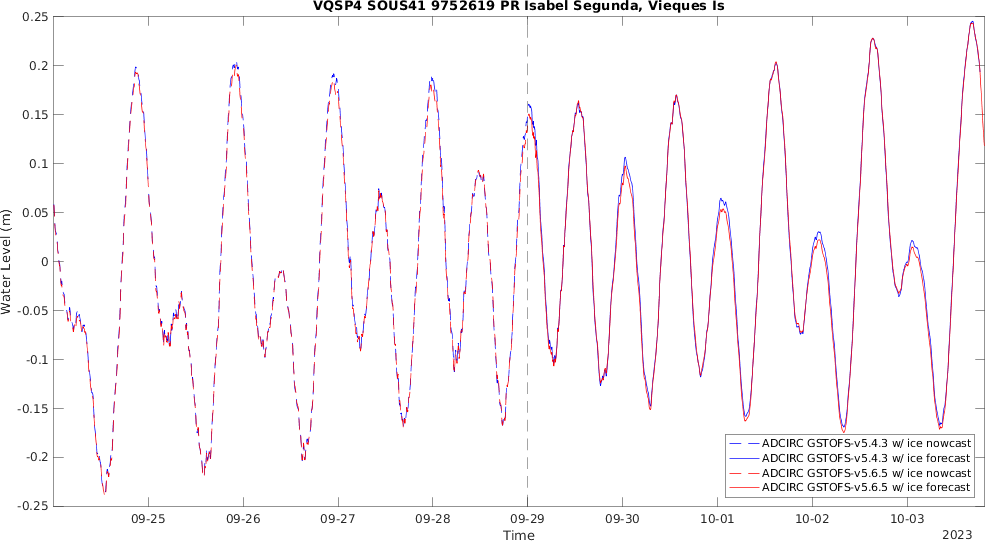 VQSP4 SOUS41 9752619 PR Isabel Segunda, Vieques Is
0.25
0.2
0.15
0.1
0.05
0
-0.05
-0.1
-0.15
-0.2
-0.25
Water Level (m)
ADCIRC GSTOFS-v5.4.3 w/ ice nowcast
ADCIRC GSTOFS-v5.4.3 w/ ice forecast
ADCIRC GSTOFS-v5.6.5 w/ ice nowcast
ADCIRC GSTOFS-v5.6.5 w/ ice forecast
09-25 09-26 09-27 09-28 09-29 09-30 10-01 10-02 10-03
Time
2023